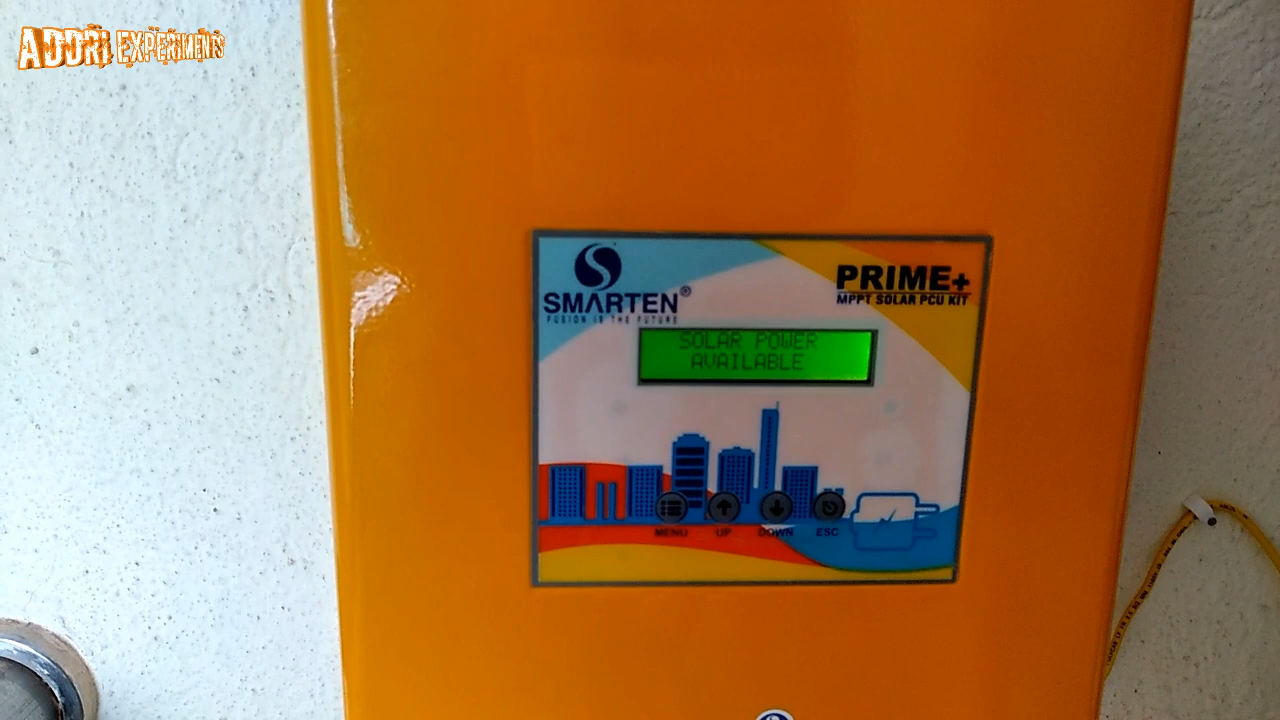 ADDRI EXPERIMENTS
SMARTEN®
FUSION IS THE FUTURE
PRIME+
MPPT SOLAR PCU KIT
SOLAR POWER
AVAILABLE
MENU UP DOWN ESC